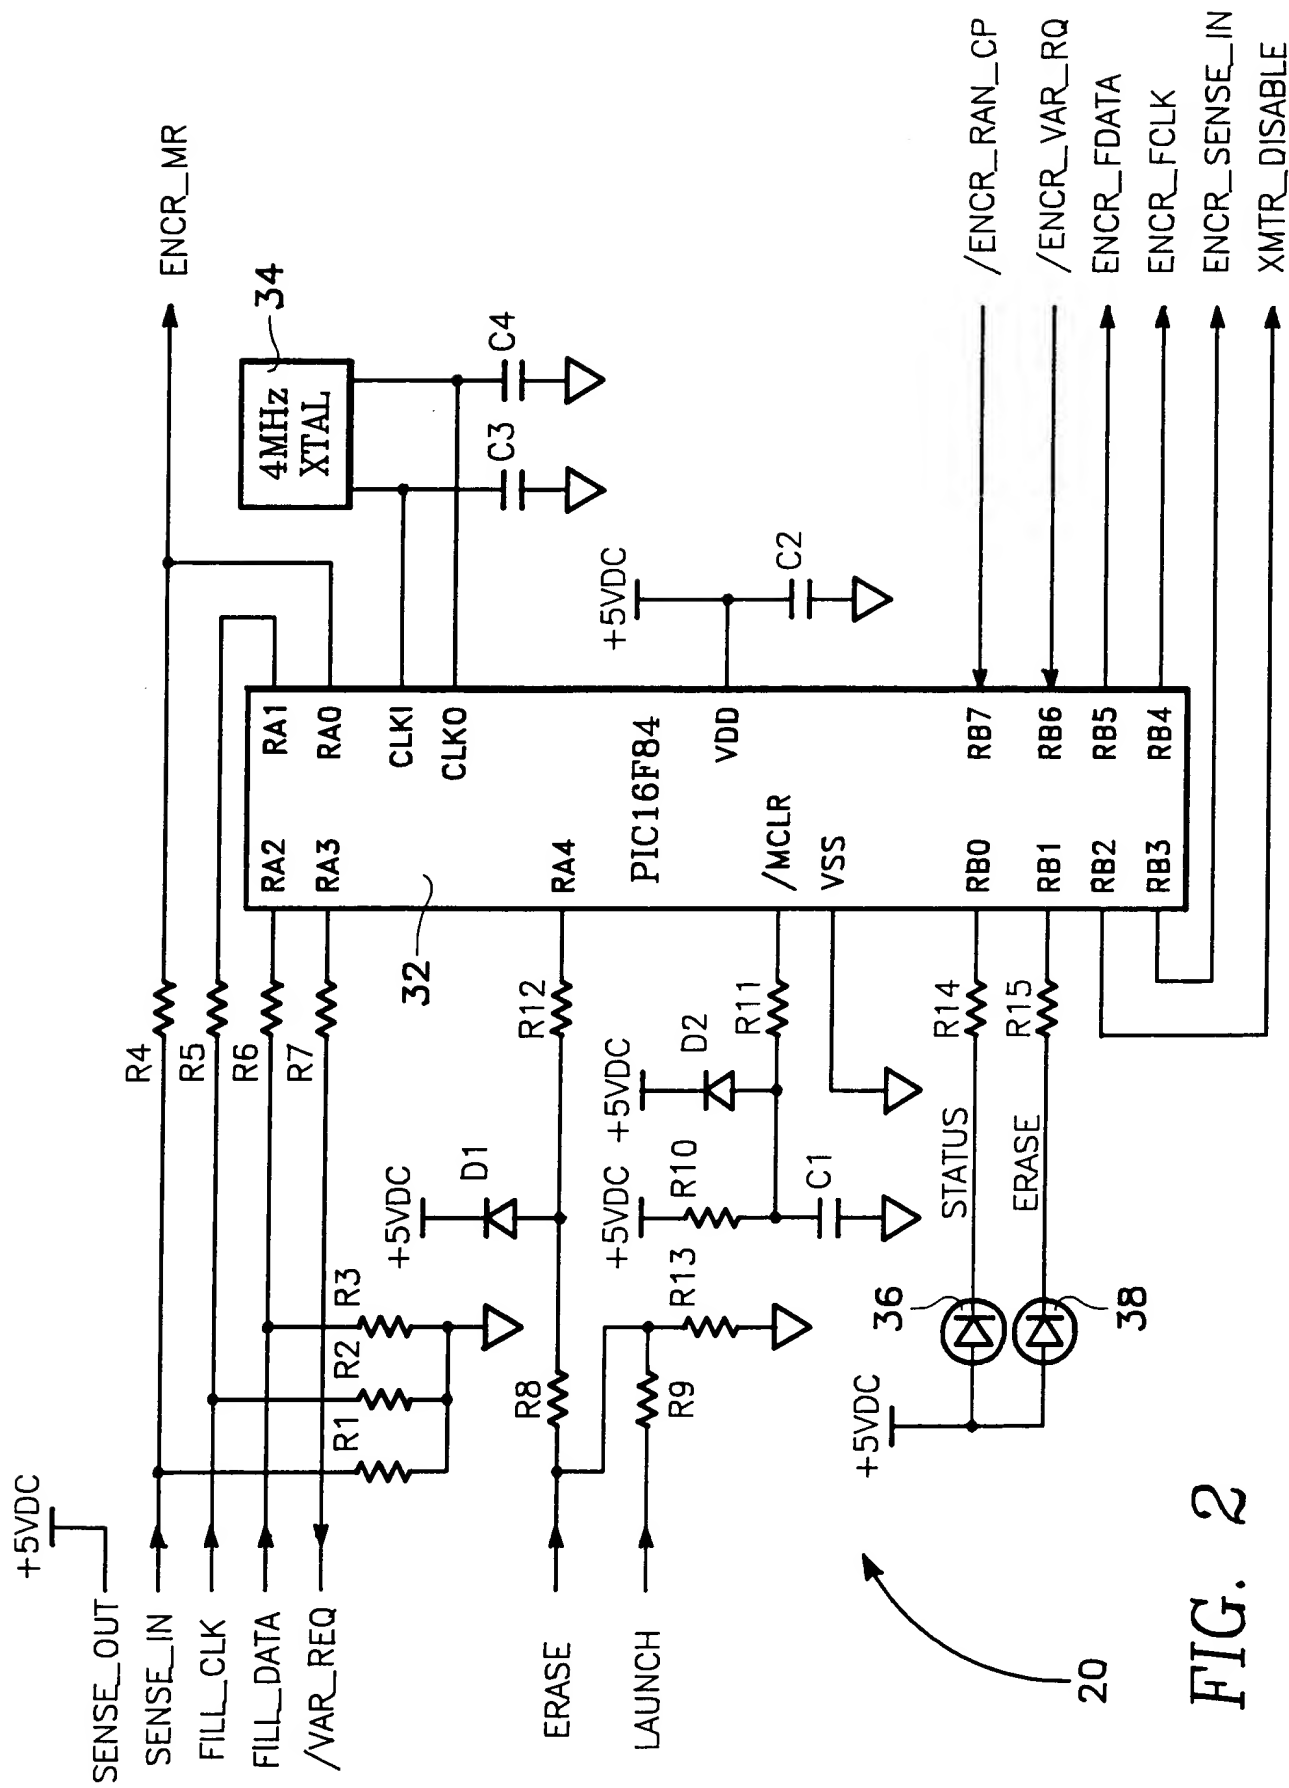 +5VDC
SENSE_OUT
SENSE_IN
FILL_CLK
FILL_DATA
/VAR_REQ
R4
R5
R6
R7
R1
R2
R3
ENCR_MR
4MHz
XTAL
34
C3
C4
RA2
RA1
RA3
RA0
CLKI
CLKO
32
ERASE
LAUNCH
R8
R9
+5VDC
D1
R12
RA4
PIC16F84
R13
+5VDC
R10
+5VDC
D2
R11
C1
/MCLR
VSS
VDD
+5VDC
C2
+5VDC
36
38
STATUS
ERASE
R14
R15
RB0
RB1
RB2
RB3
RB7
RB6
RB5
RB4
/ENCR_RAN_CP
/ENCR_VAR_RQ
ENCR_FDATA
ENCR_FCLK
ENCR_SENSE_IN
XMTR_DISABLE
20
FIG. 2